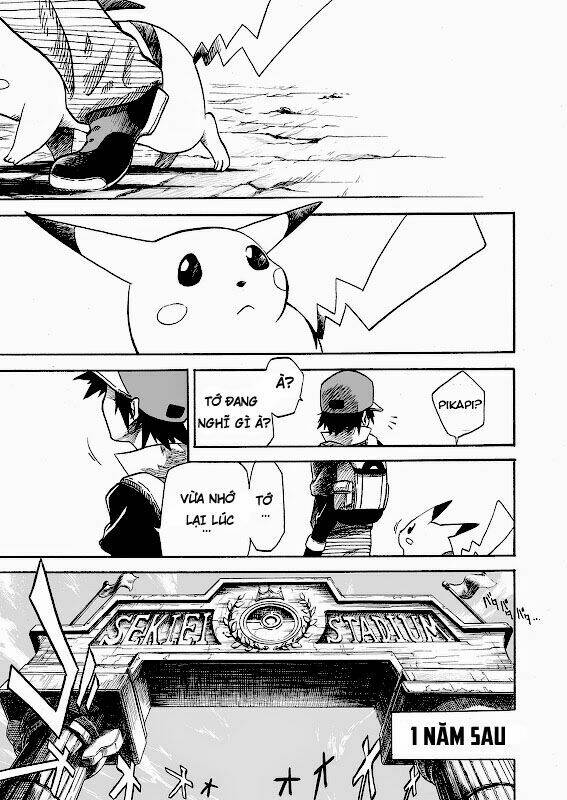 PIKAPI?
À?
TỚ ĐANG
NGHĨ GÌ À?
TỚ
...
VỪA NHỚ
LẠI LÚC
...
SEKIEI
STADIUM
1 NĂM SAU